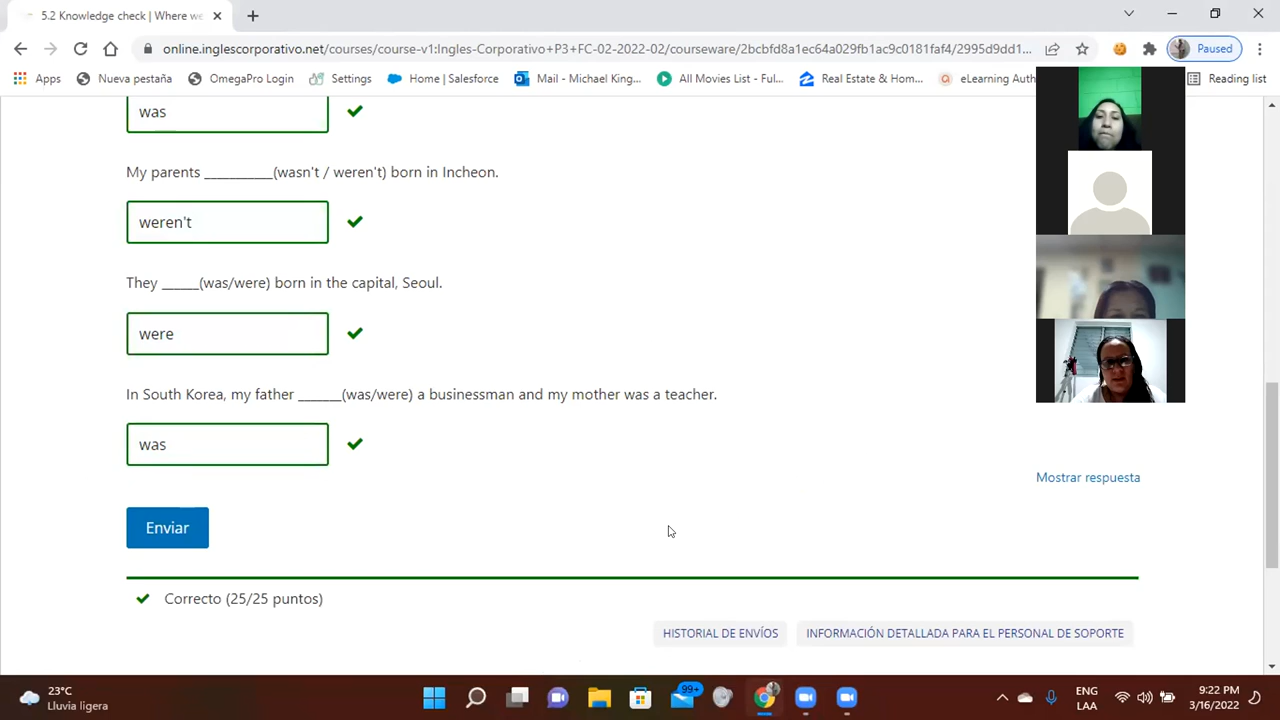 5.2 Knowledge check | Where we
online.inglescorporativo.net/courses/course-v1:Ingles-Corporativo+P3+FC-02-2022-02/courseware/2bcbfd8a1ec64a029fb1ac9c0181faf4/2995d9dd1...
Paused
Apps
Nueva pestaña
OmegaPro Login
Settings
Home | Salesforce
Mail - Michael King...
All Movies List - Ful...
Real Estate & Hom...
eLearning Auth
Reading list
was
My parents ___________(wasn't / weren't) born in Incheon.
weren't
They ______(was/were) born in the capital, Seoul.
were
In South Korea, my father _______(was/were) a businessman and my mother was a teacher.
was
Mostrar respuesta
Enviar
Correcto (25/25 puntos)
HISTORIAL DE ENVÍOS
INFORMACIÓN DETALLADA PARA EL PERSONAL DE SOPORTE
23°C
Lluvia ligera
99+
ENG
LAA
9:22 PM
3/16/2022